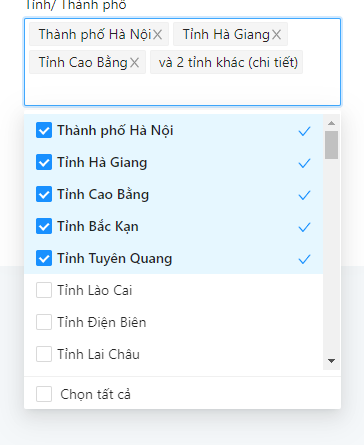 Tỉnh/ Thành phố
Thành phố Hà Nội Tỉnh Hà Giang
Tỉnh Cao Bằng và 2 tỉnh khác (chi tiết)
Thành phố Hà Nội
Tỉnh Hà Giang
Tỉnh Cao Bằng
Tỉnh Bắc Kạn
Tỉnh Tuyên Quang
Tỉnh Lào Cai
Tỉnh Điện Biên
Tỉnh Lai Châu
Chọn tất cả